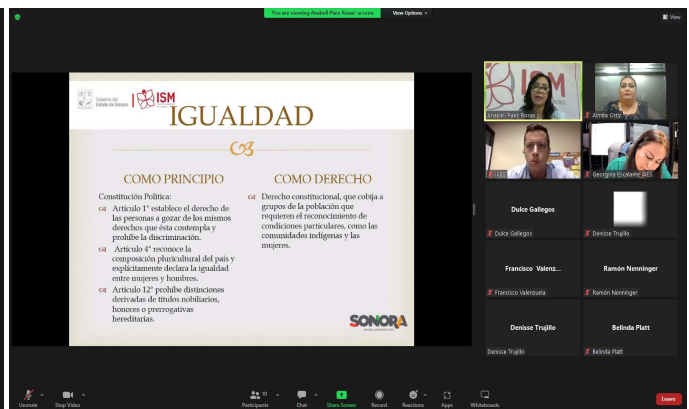 You are viewing Anabell Paez Rosas' screen
View Options
View
Gobierno del
Estado de Sonora
ISM
IGUALDAD
COMO PRINCIPIO
Constitución Política:
Artículo 1° establece el derecho de
las personas a gozar de los mismos
derechos que ésta contempla y
prohíbe la discriminación.
Artículo 4° reconoce la
composición pluricultural del país y
explícitamente declara la igualdad
entre mujeres y hombres.
Artículo 12° prohíbe distinciones
derivadas de títulos nobiliarios,
honores o prerrogativas
hereditarias.
COMO DERECHO
Derecho constitucional, que cobija a
grupos de la población que
requieren el reconocimiento de
condiciones particulares, como las
comunidades indígenas y las
mujeres.
SONORA
ISM
Anabell Paez Rosas
Almita Ortiz
IAES
Georgina Escalante IAES
Dulce Gallegos
Dulce Gallegos
Denisse Trujillo
Francisco Valenz...
Francisco Valenzuela
Ramón Nenninger
Ramón Nenninger
Denisse Trujillo
Denisse Trujillo
Belinda Platt
Belinda Platt
Unmute
Stop Video
10
Participants
Chat
Share Screen
Record
Reactions
Apps
Whiteboards
Leave